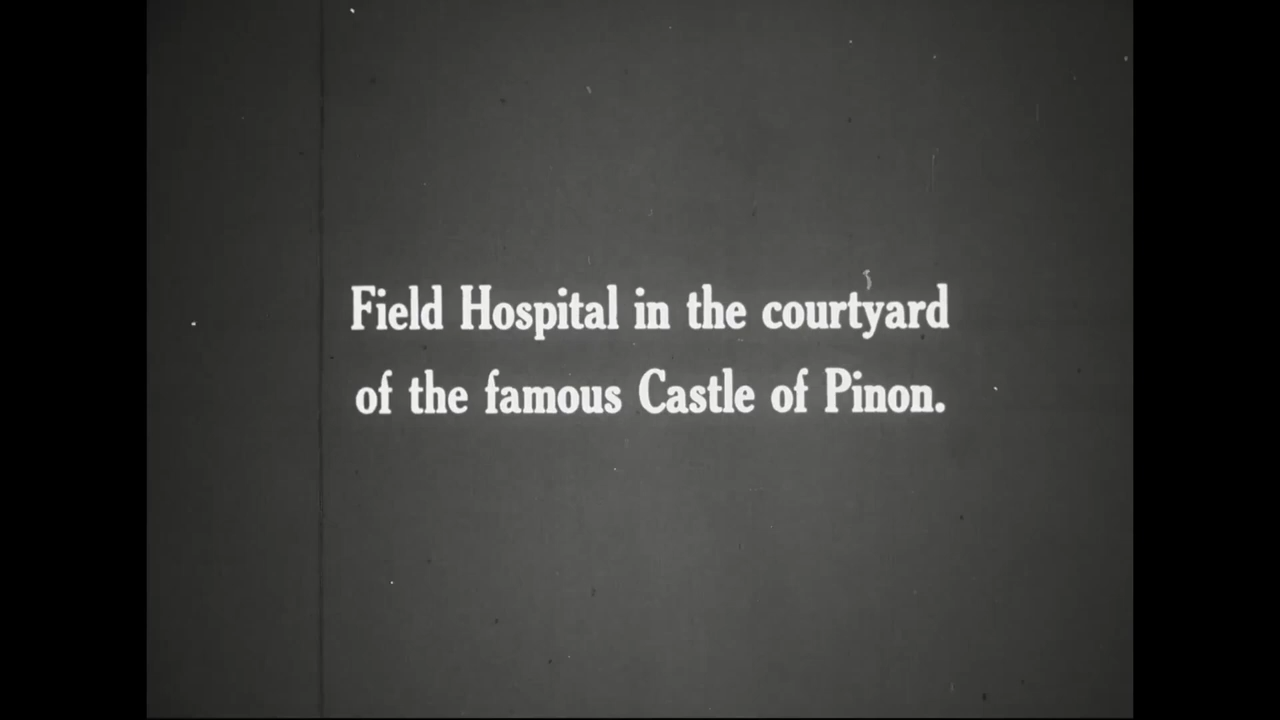 Field Hospital in the courtyard
of the famous Castle of Pinon.